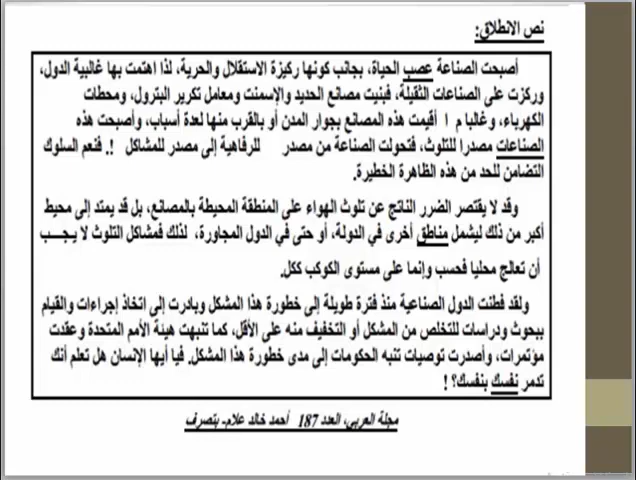 نص الانطلاق:
أصبحت الصناعة عصب الحياة، بجانب كونها ركيزة الاستقلال والحرية، لذا اهتمت بها غالبية الدول،
وركزت على الصناعات الثقيلة، فبنيت مصانع الحديد والإسمنت ومعامل تكرير البترول، ومحطات
الكهرباء، وغالبا م ا أقيمت هذه المصانع بجوار المدن أو بالقرب منها لعدة أسباب، وأصبحت هذه
الصناعات مصدرا للتلوث، فتحولت الصناعة من مصدر للرفاهية إلى مصدر للمشاكل !. فنعم السلوك
التضامن للحد من هذه الظاهرة الخطيرة.
وقد لا يقتصر الضرر الناتج عن تلوث الهواء على المنطقة المحيطة بالمصانع، بل قد يمتد إلى محيط
أكبر من ذلك ليشمل مناطق أخرى في الدولة، أو حتى في الدول المجاورة، لذلك فمشاكل التلوث لا يجـــب
أن تعالج محليا فحسب وإنما على مستوى الكوكب ككل.
ولقد فطنت الدول الصناعية منذ فترة طويلة إلى خطورة هذا المشكل وبادرت إلى اتخاذ إجراءات والقيام
ببحوث ودراسات للتخلص من المشكل أو التخفيف منه على الأقل، كما تنبهت هيئة الأمم المتحدة وعقدت
مؤتمرات، وأصدرت توصيات تنبه الحكومات إلى مدى خطورة هذا المشكل. فيا أيها الإنسان هل تعلم أنك
تدمر نفسك بنفسك؟ !
مجلة العربي، العدد 187 أحمد خالد علام- بتصرف